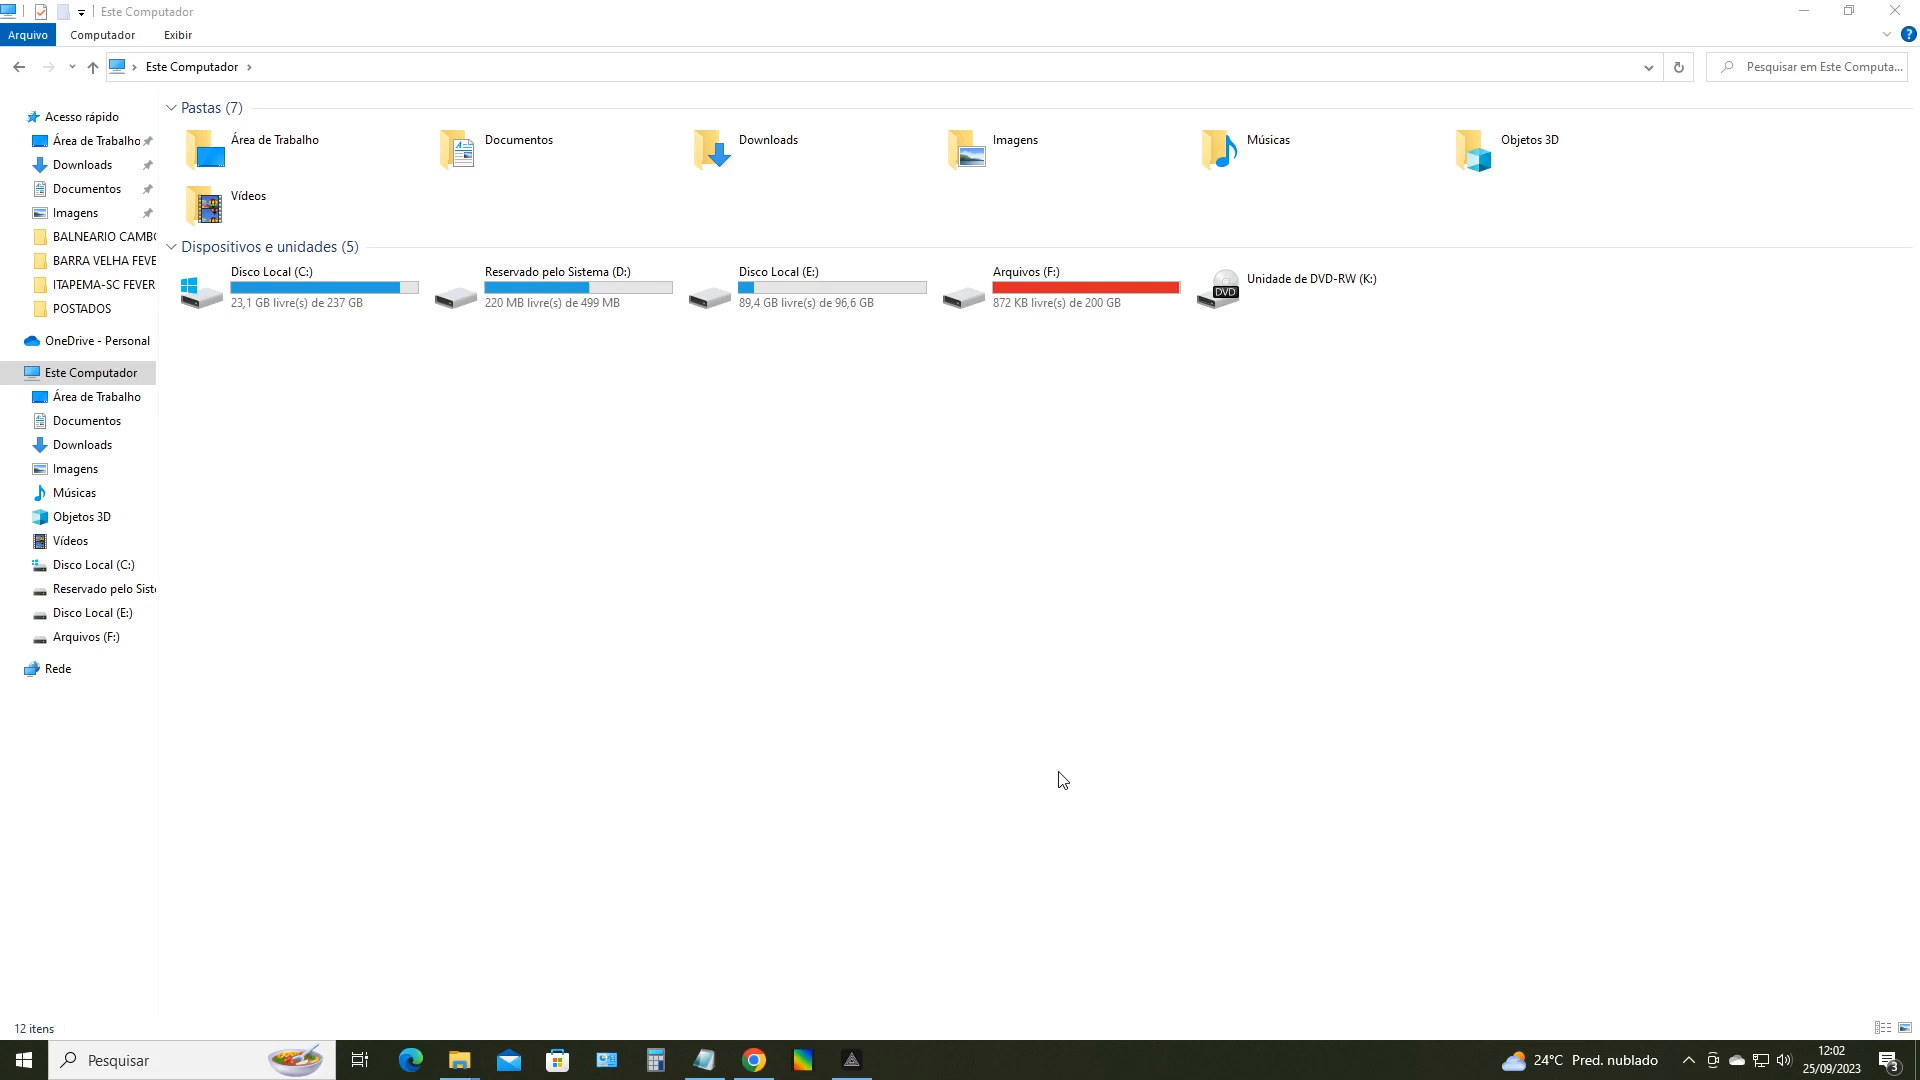 Este Computador
Arquivo
Computador
Exibir
?
Este Computador
Pesquisar em Este Computa...
Acesso rápido
Área de Trabalho
Downloads
Documentos
Imagens
BALNEARIO CAMBO
BARRA VELHA FEVE
ITAPEMA-SC FEVER
POSTADOS
OneDrive - Personal
Este Computador
Área de Trabalho
Documentos
Downloads
Imagens
Músicas
Objetos 3D
Vídeos
Disco Local (C:)
Reservado pelo Siste
Disco Local (E:)
Arquivos (F:)
Rede
Pastas (7)
Área de Trabalho
Documentos
Downloads
Imagens
Músicas
Objetos 3D
Vídeos
Dispositivos e unidades (5)
Disco Local (C:)
23,1 GB livre(s) de 237 GB
Reservado pelo Sistema (D:)
220 MB livre(s) de 499 MB
Disco Local (E:)
89,4 GB livre(s) de 96,6 GB
Arquivos (F:)
872 KB livre(s) de 200 GB
DVD
Unidade de DVD-RW (K:)
12 itens
Pesquisar
24°C Pred. nublado
12:02
25/09/2023
3